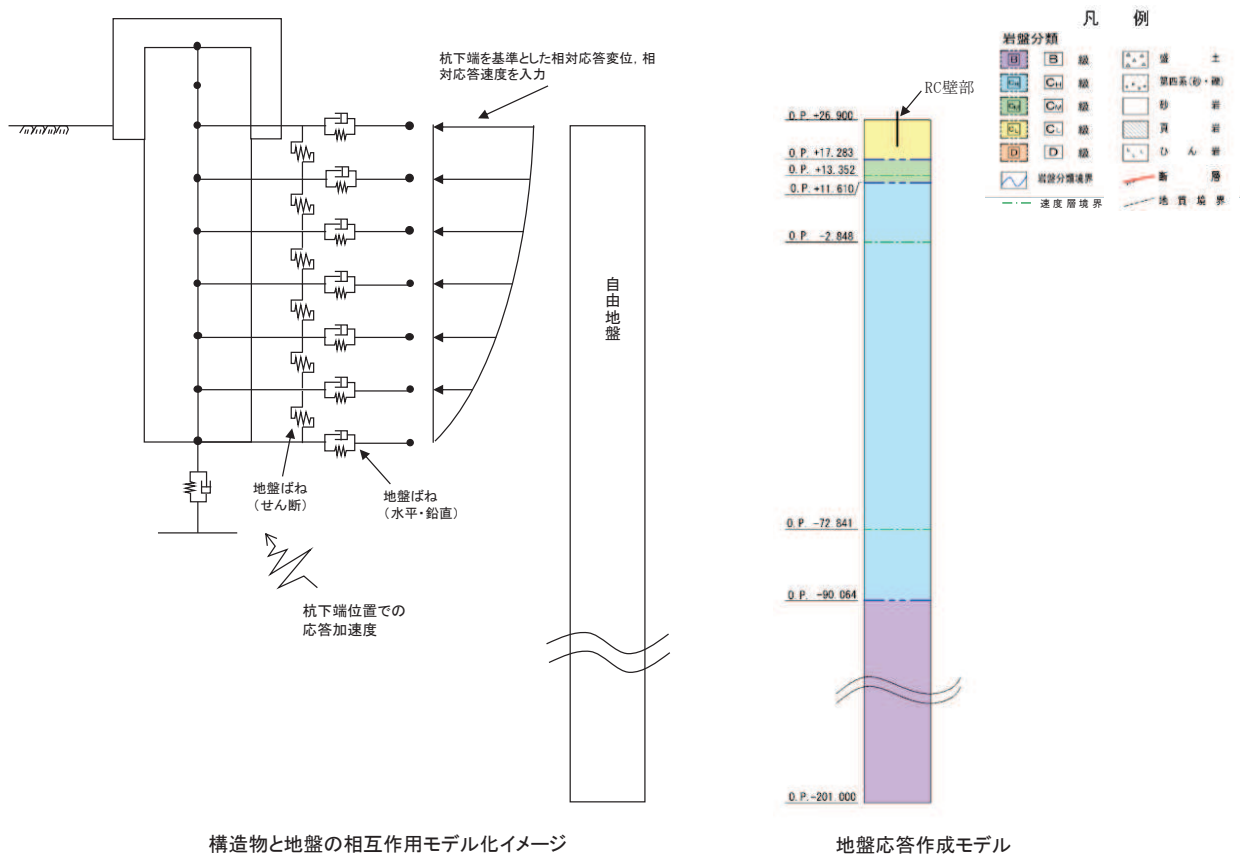 杭下端を基準とした相対応答変位，相
対応答速度を入力
自由地盤
地盤ばね
（せん断）
地盤ばね
（水平・鉛直）
杭下端位置での
応答加速度
構造物と地盤の相互作用モデル化イメージ
RC壁部
O.P. +26.900
O.P. +17.283
O.P. +13.352
O.P. +11.610
O.P. -2.848
O.P. -72.841
O.P. -90.064
O.P. -201.000
地盤応答作成モデル
凡 例
岩盤分類
B B 級
CH CH 級
CM CM 級
CL CL 級
D D 級
岩盤分類境界
速度層境界
盛 土
第四系(砂・礫)
砂 岩
頁 岩
ひん岩
断 層
地質境界